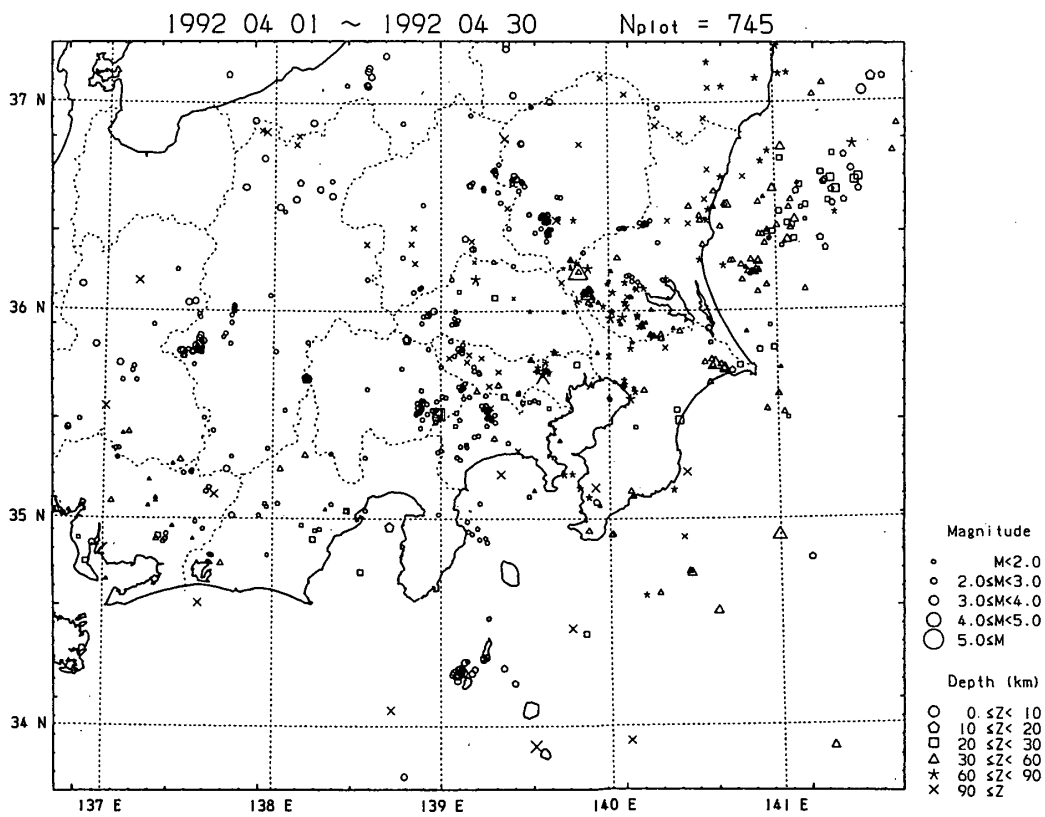 1992 04 01 ~ 1992 04 30 Nplot = 745
37 N
36 N
35 N
34 N
137 E 138 E 139 E 140 E 141 E
Magnitude
M<2.0
2.0≤M<3.0
3.0≤M<4.0
4.0≤M<5.0
5.0≤M
Depth (km)
0. ≤Z< 10
10 ≤Z< 20
20 ≤Z< 30
30 ≤Z< 60
60 ≤Z< 90
90 ≤Z